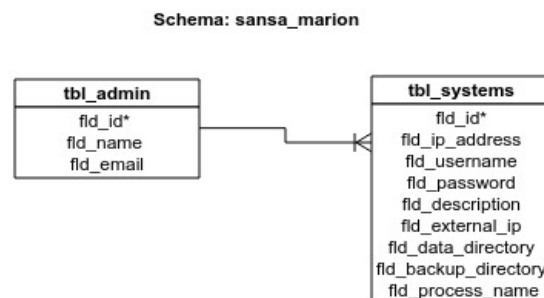 Schema: sansa_marion
tbl_admin
fld_id*
fld_name
fld_email
tbl_systems
fld_id*
fld_ip_address
fld_username
fld_password
fld_description
fld_external_ip
fld_data_directory
fld_backup_directory
fld_process_name